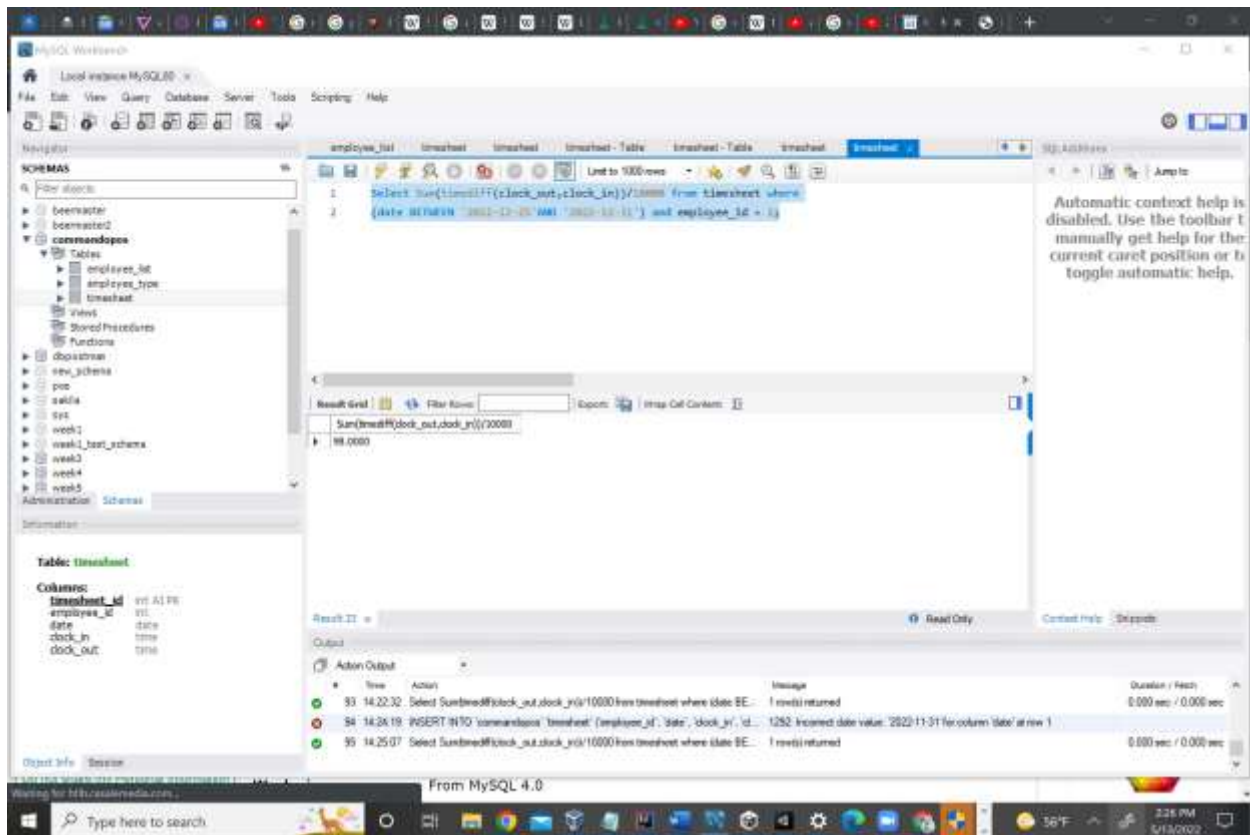 MySQL Workbench
Local instance MySQL80
File Edit View Query Database Server Tools Scripting Help
Navigator
SCHEMAS
Filter objects
beermaster
beermaster2
commandopos
Tables
employee_list
employee_type
timesheet
Views
Stored Procedures
Functions
dbpostman
new_schema
pos
sakila
sys
week1
week1_test_schema
week3
week4
week5
Administration Schemas
Information
Table: timesheet
Columns:
timesheet_id int AI PK
employee_id int
date date
clock_in time
clock_out time
Object Info Session
employee_list timesheet timesheet timesheet - Table timesheet - Table timesheet timesheet
Limit to 1000 rows
1 Select Sum(timediff(clock_out,clock_in))/10000 from timesheet where
2 (date BETWEEN AND) and employee_id =
Result Grid Filter Rows: Export: Wrap Cell Content:
Sum(timediff(clock_out,clock_in))/10000
98.0000
Read Only
Output
Action Output
# Time Action Message Duration / Fetch
93 14:22:32 Select Sum(timediff(clock_out,clock_in))/10000 from timesheet where (date BE... 1 row(s) returned 0.000 sec / 0.000 sec
94 14:24:19 INSERT INTO `commandopos`.`timesheet` (`employee_id`, `date`, `clock_in`, `cl... 1292: Incorrect date value: '2022-11-31' for column 'date' at row 1
95 14:25:07 Select Sum(timediff(clock_out,clock_in))/10000 from timesheet where (date BE... 1 row(s) returned 0.000 sec / 0.000 sec
SQLAdditions
Jump to
Automatic context help is
disabled. Use the toolbar t
manually get help for the
current caret position or to
toggle automatic help.
Context Help Snippets
From MySQL 4.0
Type here to search
56°F
2:26 PM